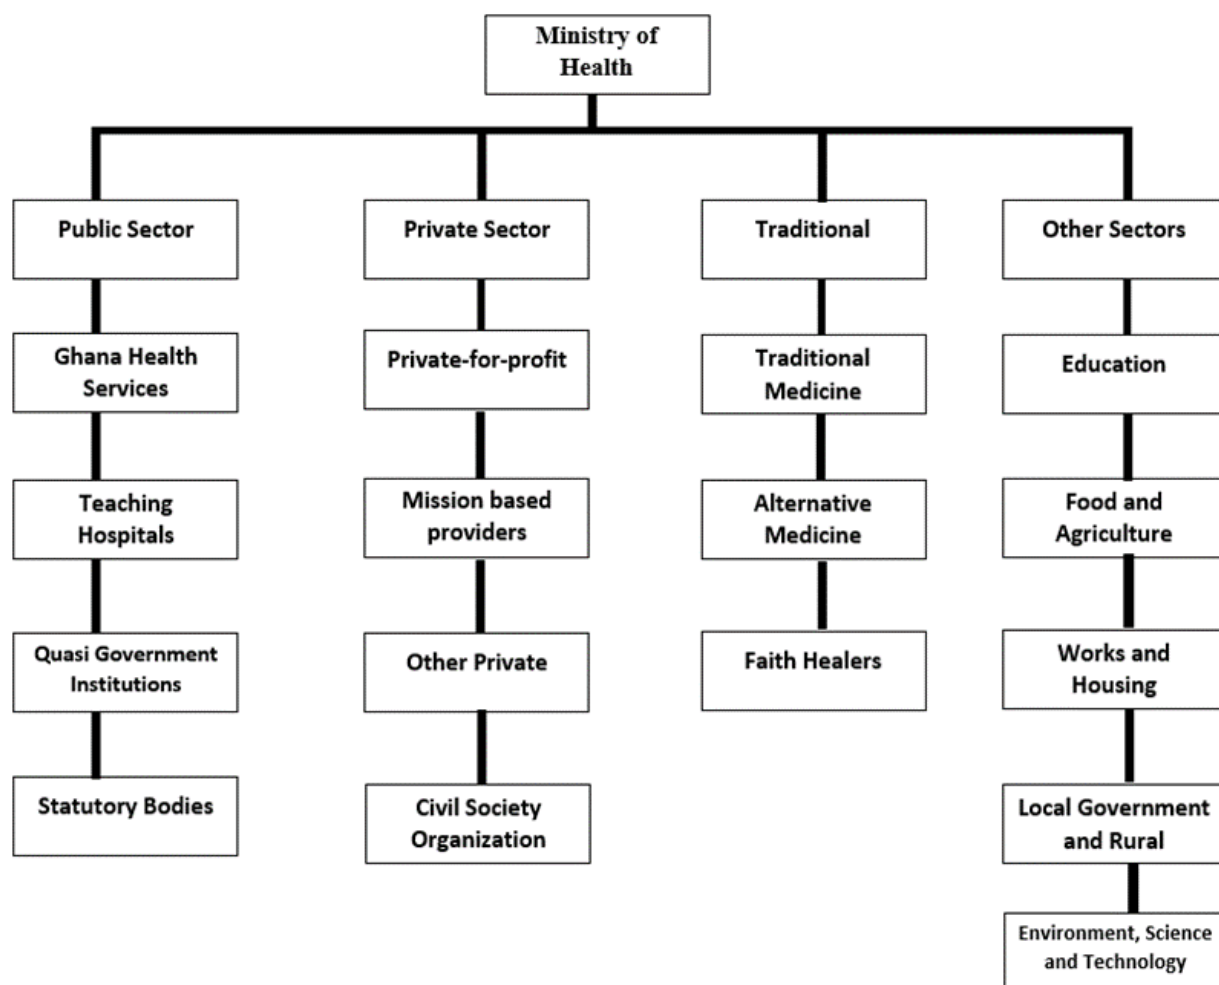 Ministry of
Health
Public Sector
Private Sector
Traditional
Other Sectors
Ghana Health
Services
Private-for-profit
Traditional
Medicine
Education
Teaching
Hospitals
Mission based
providers
Alternative
Medicine
Food and
Agriculture
Quasi Government
Institutions
Other Private
Faith Healers
Works and
Housing
Statutory Bodies
Civil Society
Organization
Local Government
and Rural
Environment, Science
and Technology